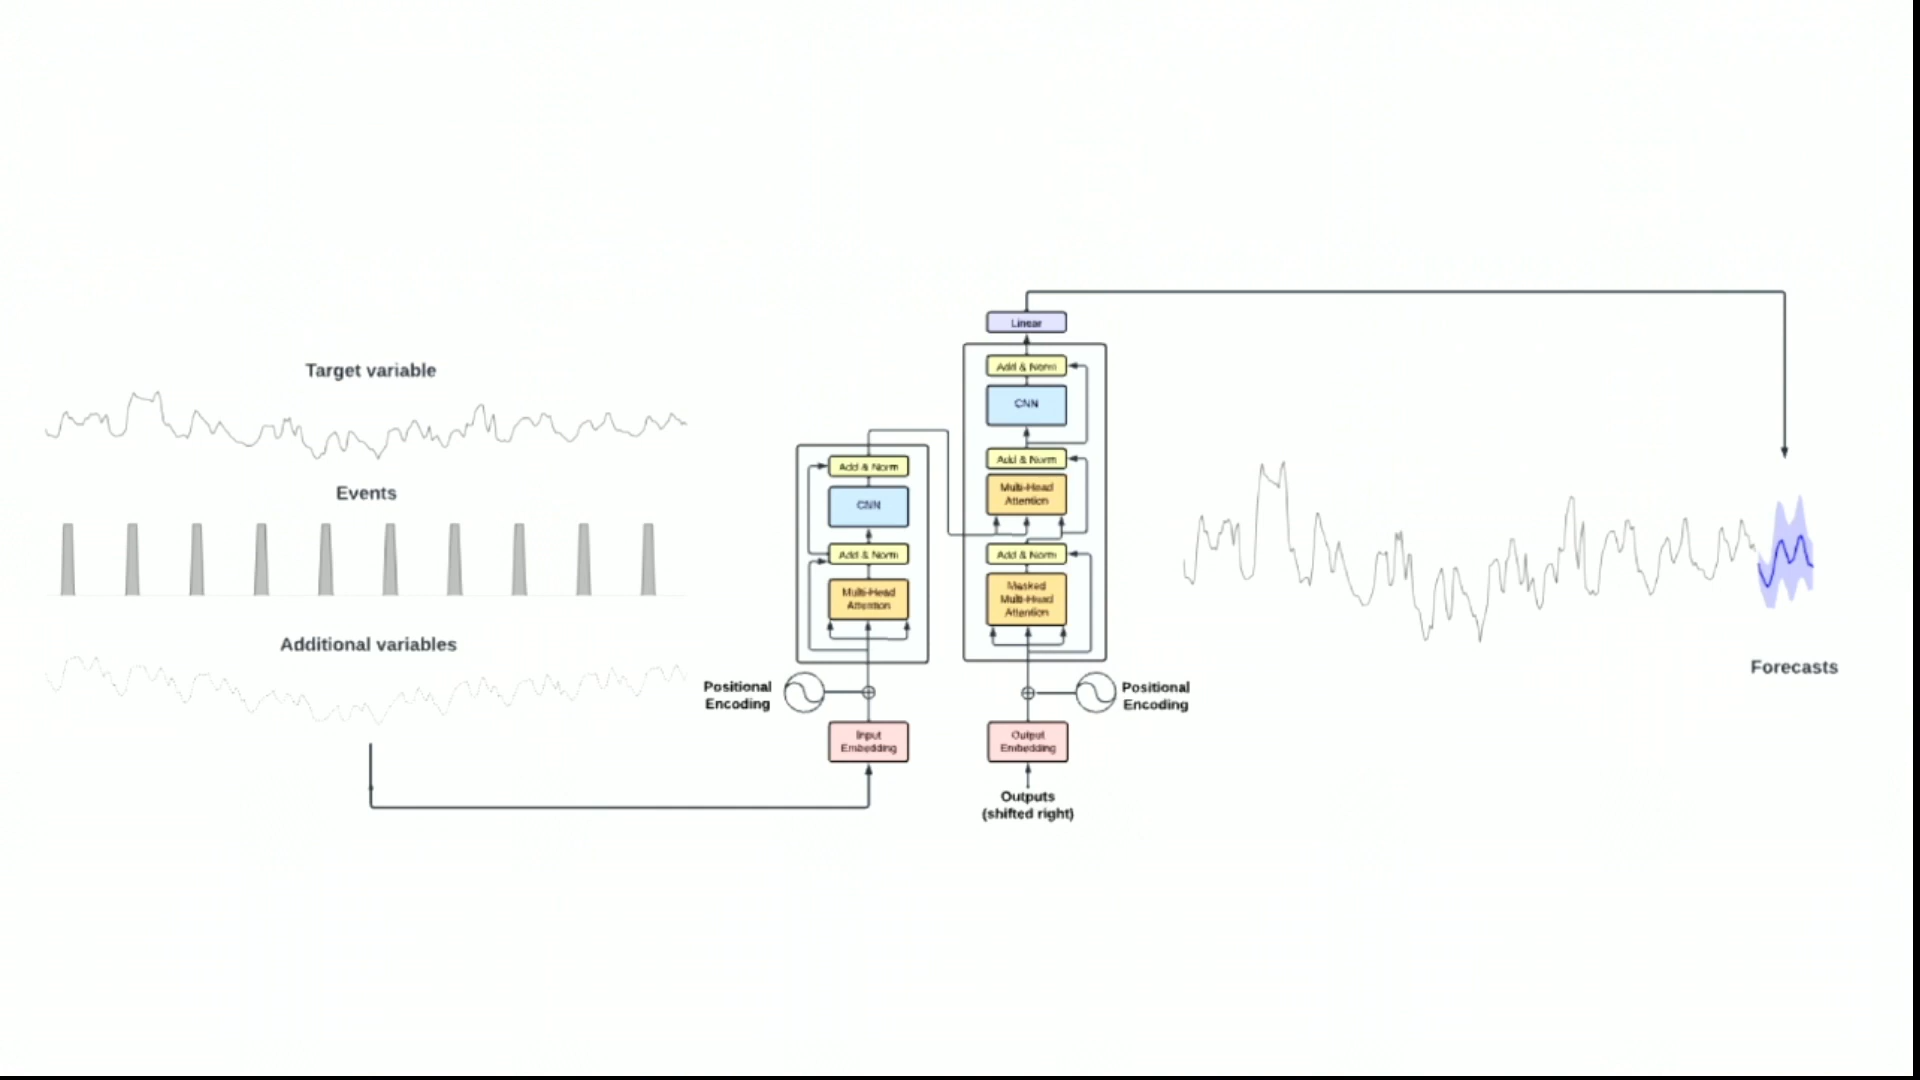 Target variable
Events
Additional variables
Add & Norm
CNN
Add & Norm
Multi-Head
Attention
Positional
Encoding
Input
Embedding
Linear
Add & Norm
CNN
Add & Norm
Multi-Head
Attention
Add & Norm
Masked
Multi-Head
Attention
Positional
Encoding
Output
Embedding
Outputs
(shifted right)
Forecasts